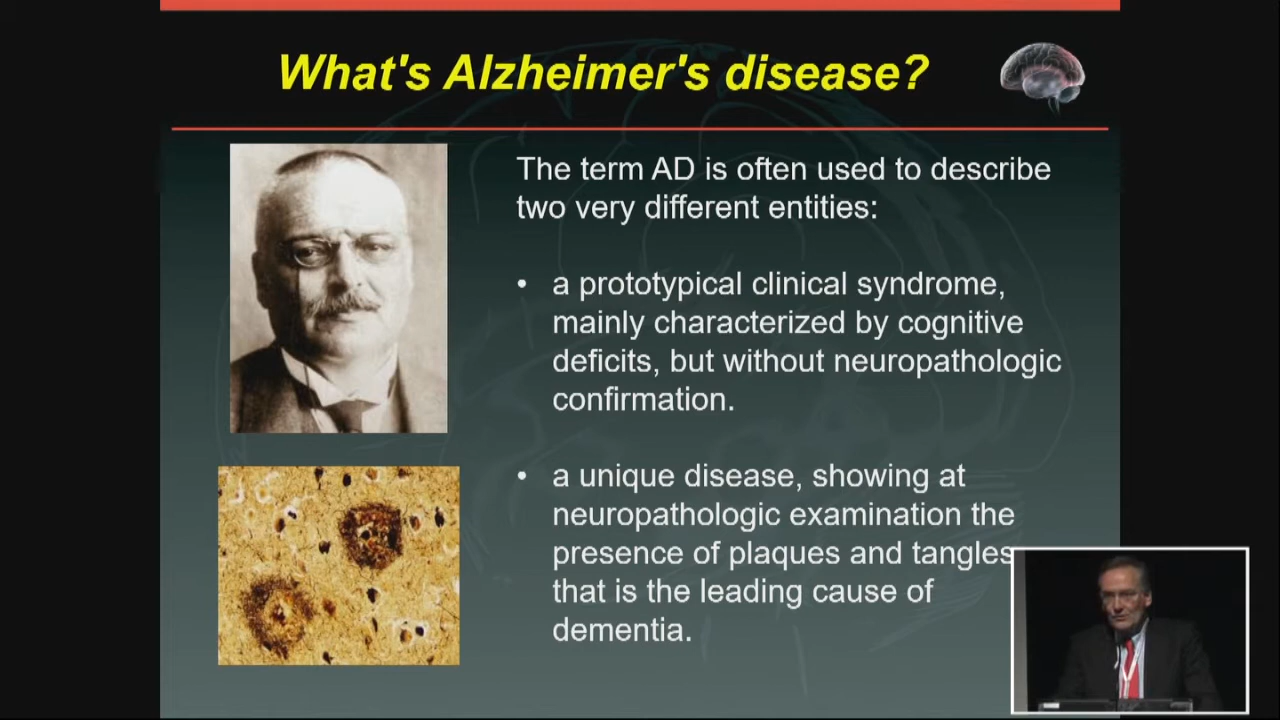 What's Alzheimer's disease?
The term AD is often used to describe
two very different entities:
• a prototypical clinical syndrome,
mainly characterized by cognitive
deficits, but without neuropathologic
confirmation.
• a unique disease, showing at
neuropathologic examination the
presence of plaques and tangles
that is the leading cause of
dementia.